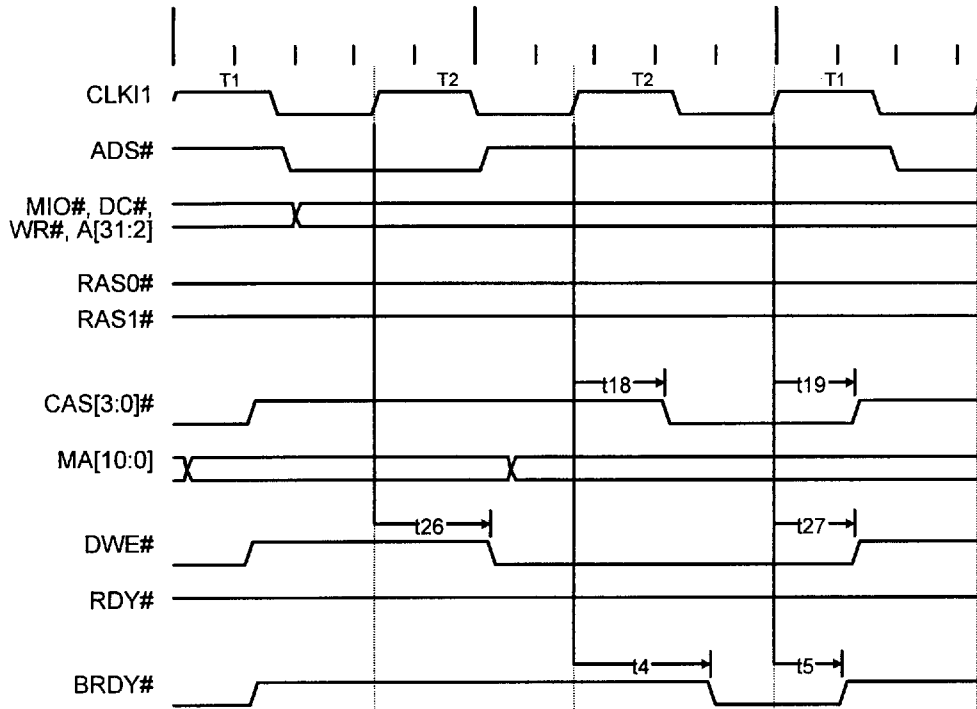 T1 T2 T2 T1
CLKI1
ADS#
MIO#, DC#,
WR#, A[31:2]
RAS0#
RAS1#
t18 t19
CAS[3:0]#
MA[10:0]
t26 t27
DWE#
RDY#
t4 t5
BRDY#